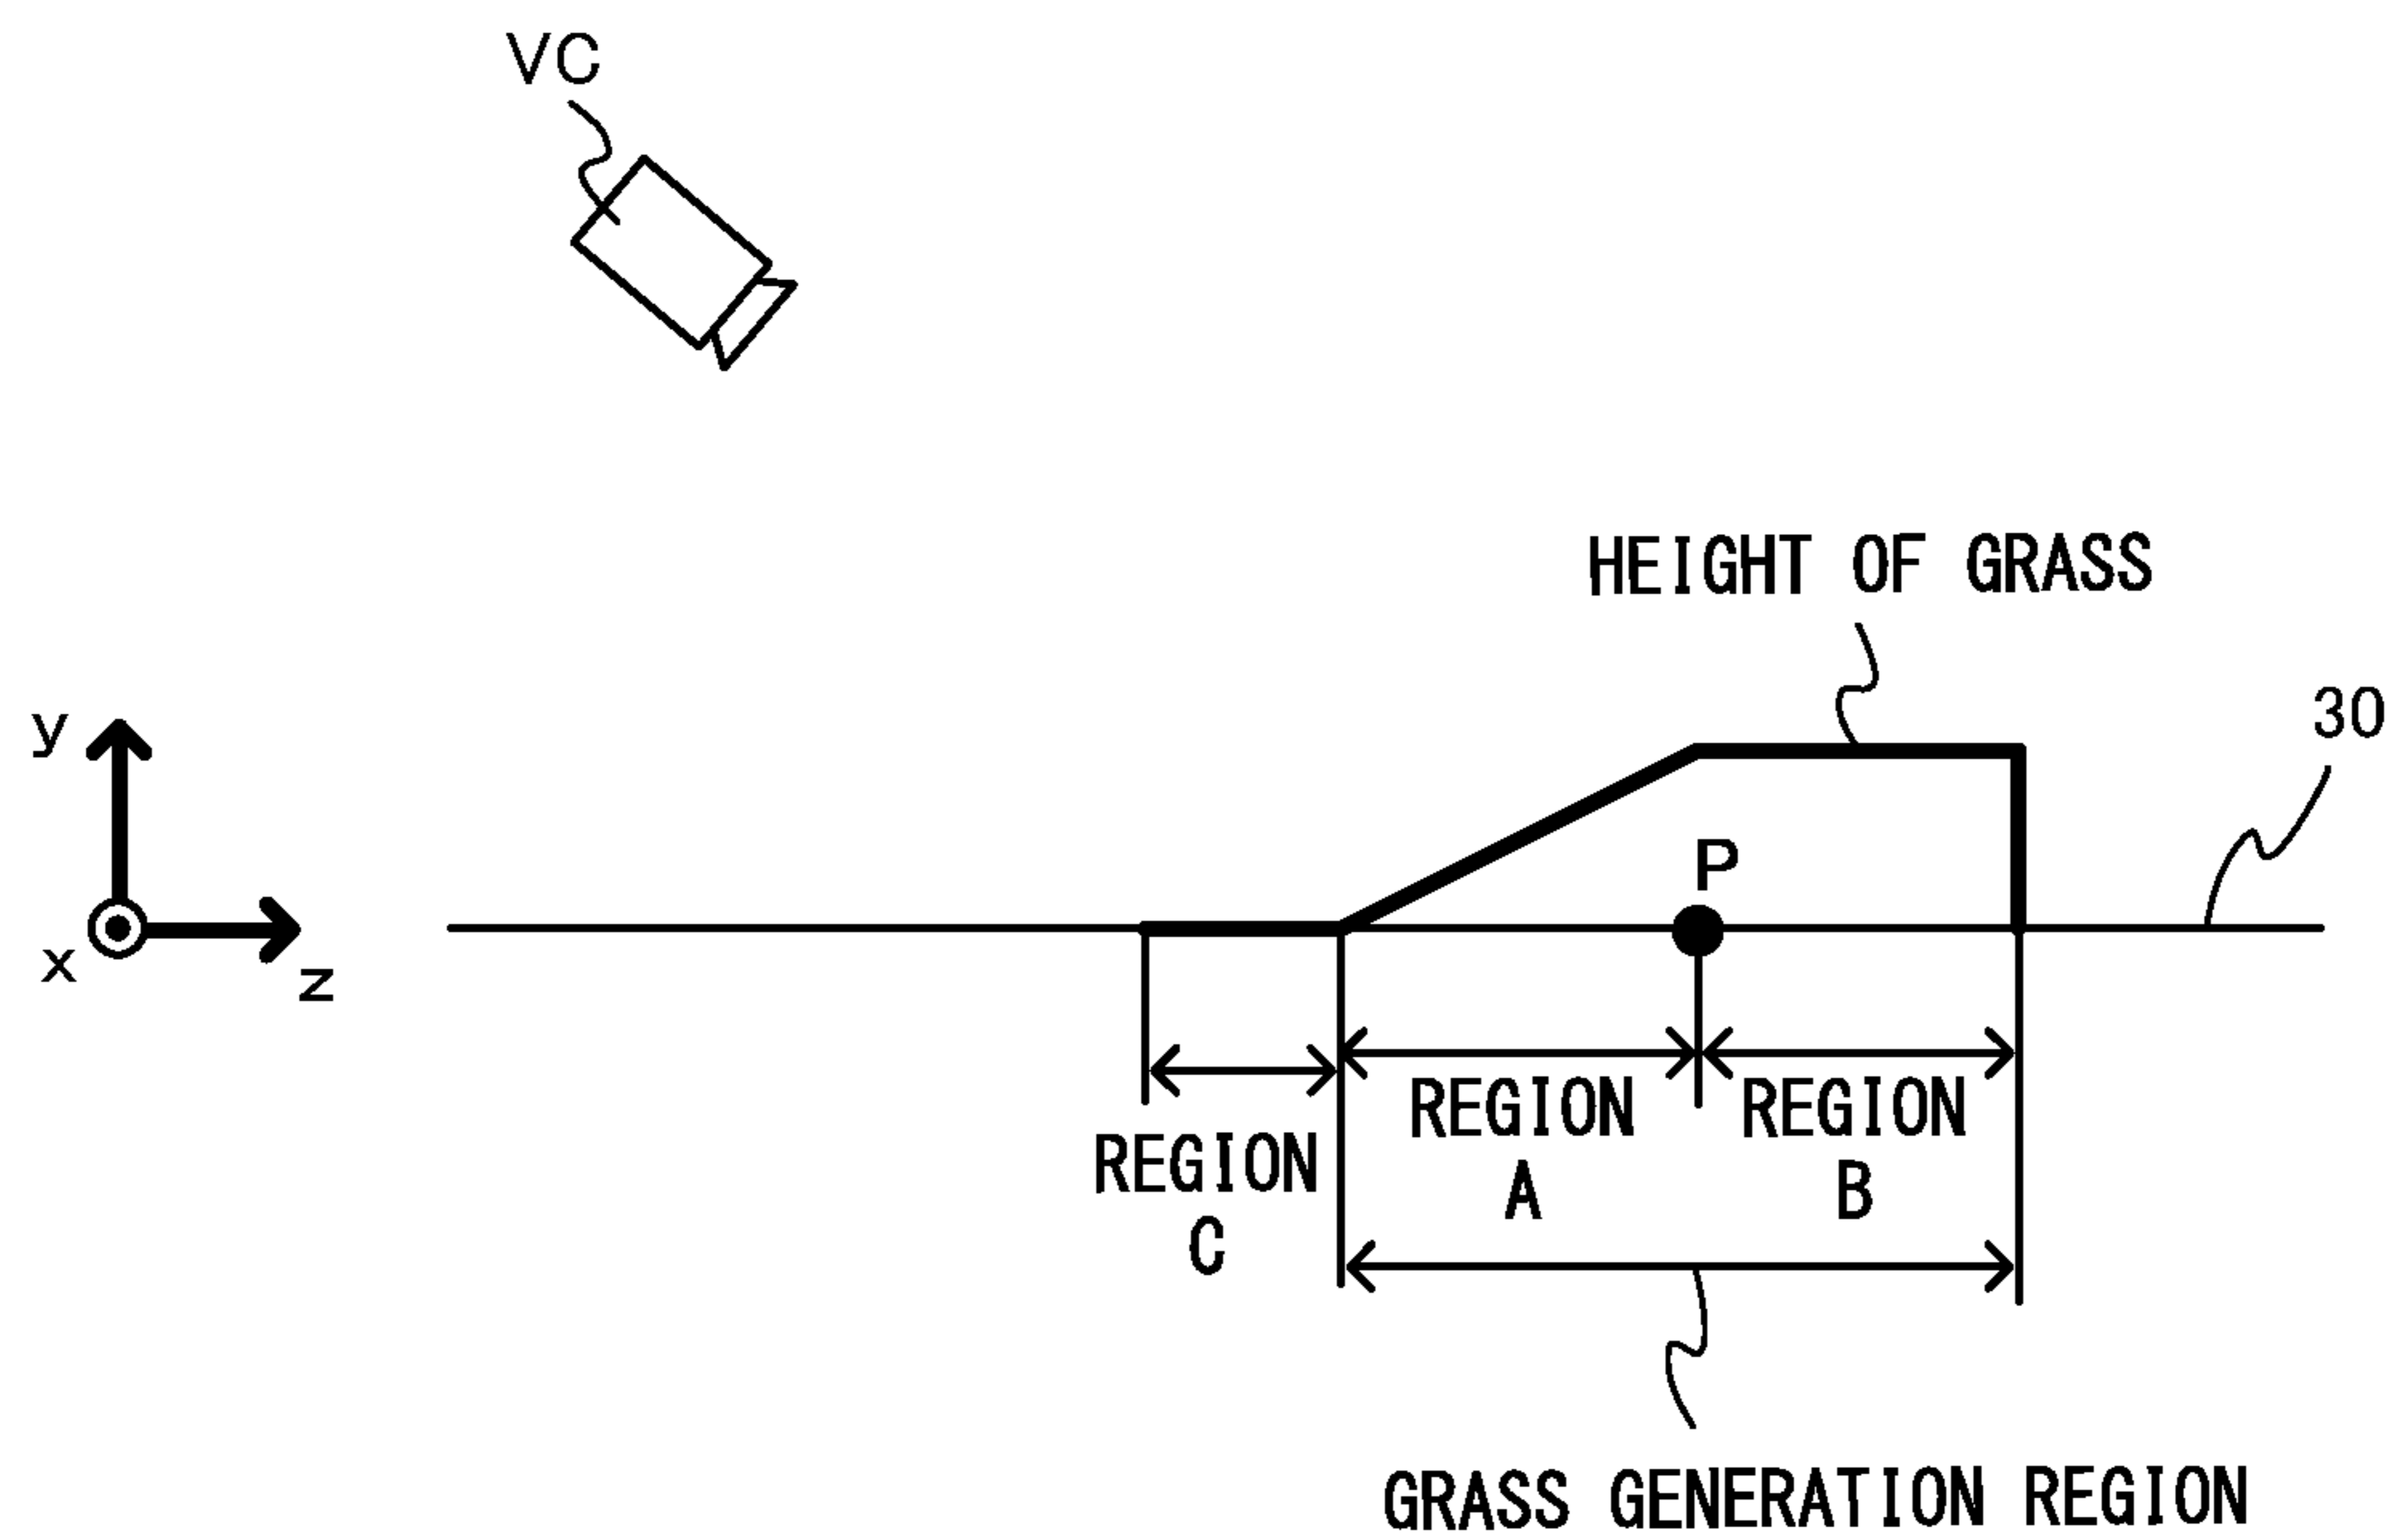 VC
HEIGHT OF GRASS
30
y
P
x
z
REGION
A
REGION
B
REGION
C
GRASS GENERATION REGION